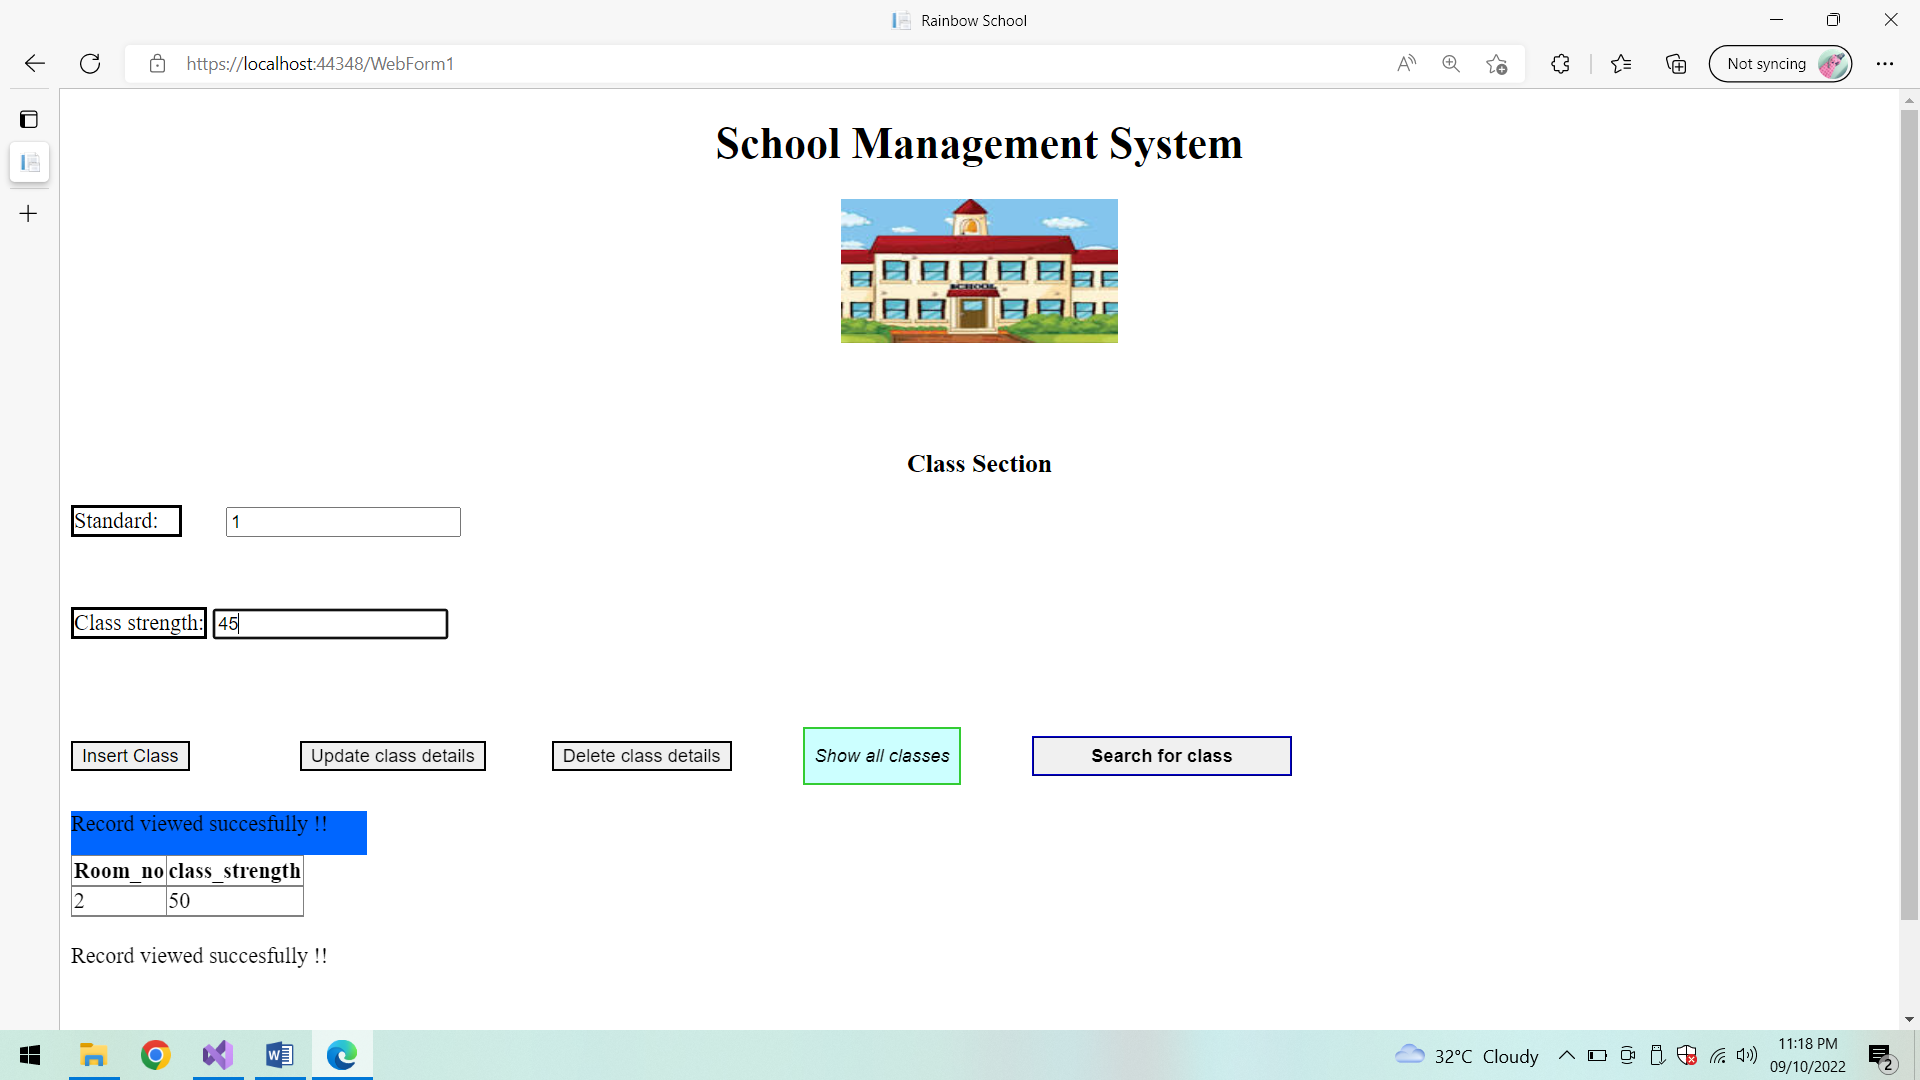 Rainbow School
https://localhost:44348/WebForm1
Not syncing
School Management System
SCHOOL
Class Section
Standard: 1
Class strength: 45
Insert Class Update class details Delete class details Show all classes Search for class
Record viewed succesfully !!
Room_no class_strength
2 50
Record viewed succesfully !!
32°C Cloudy
11:18 PM
09/10/2022
2